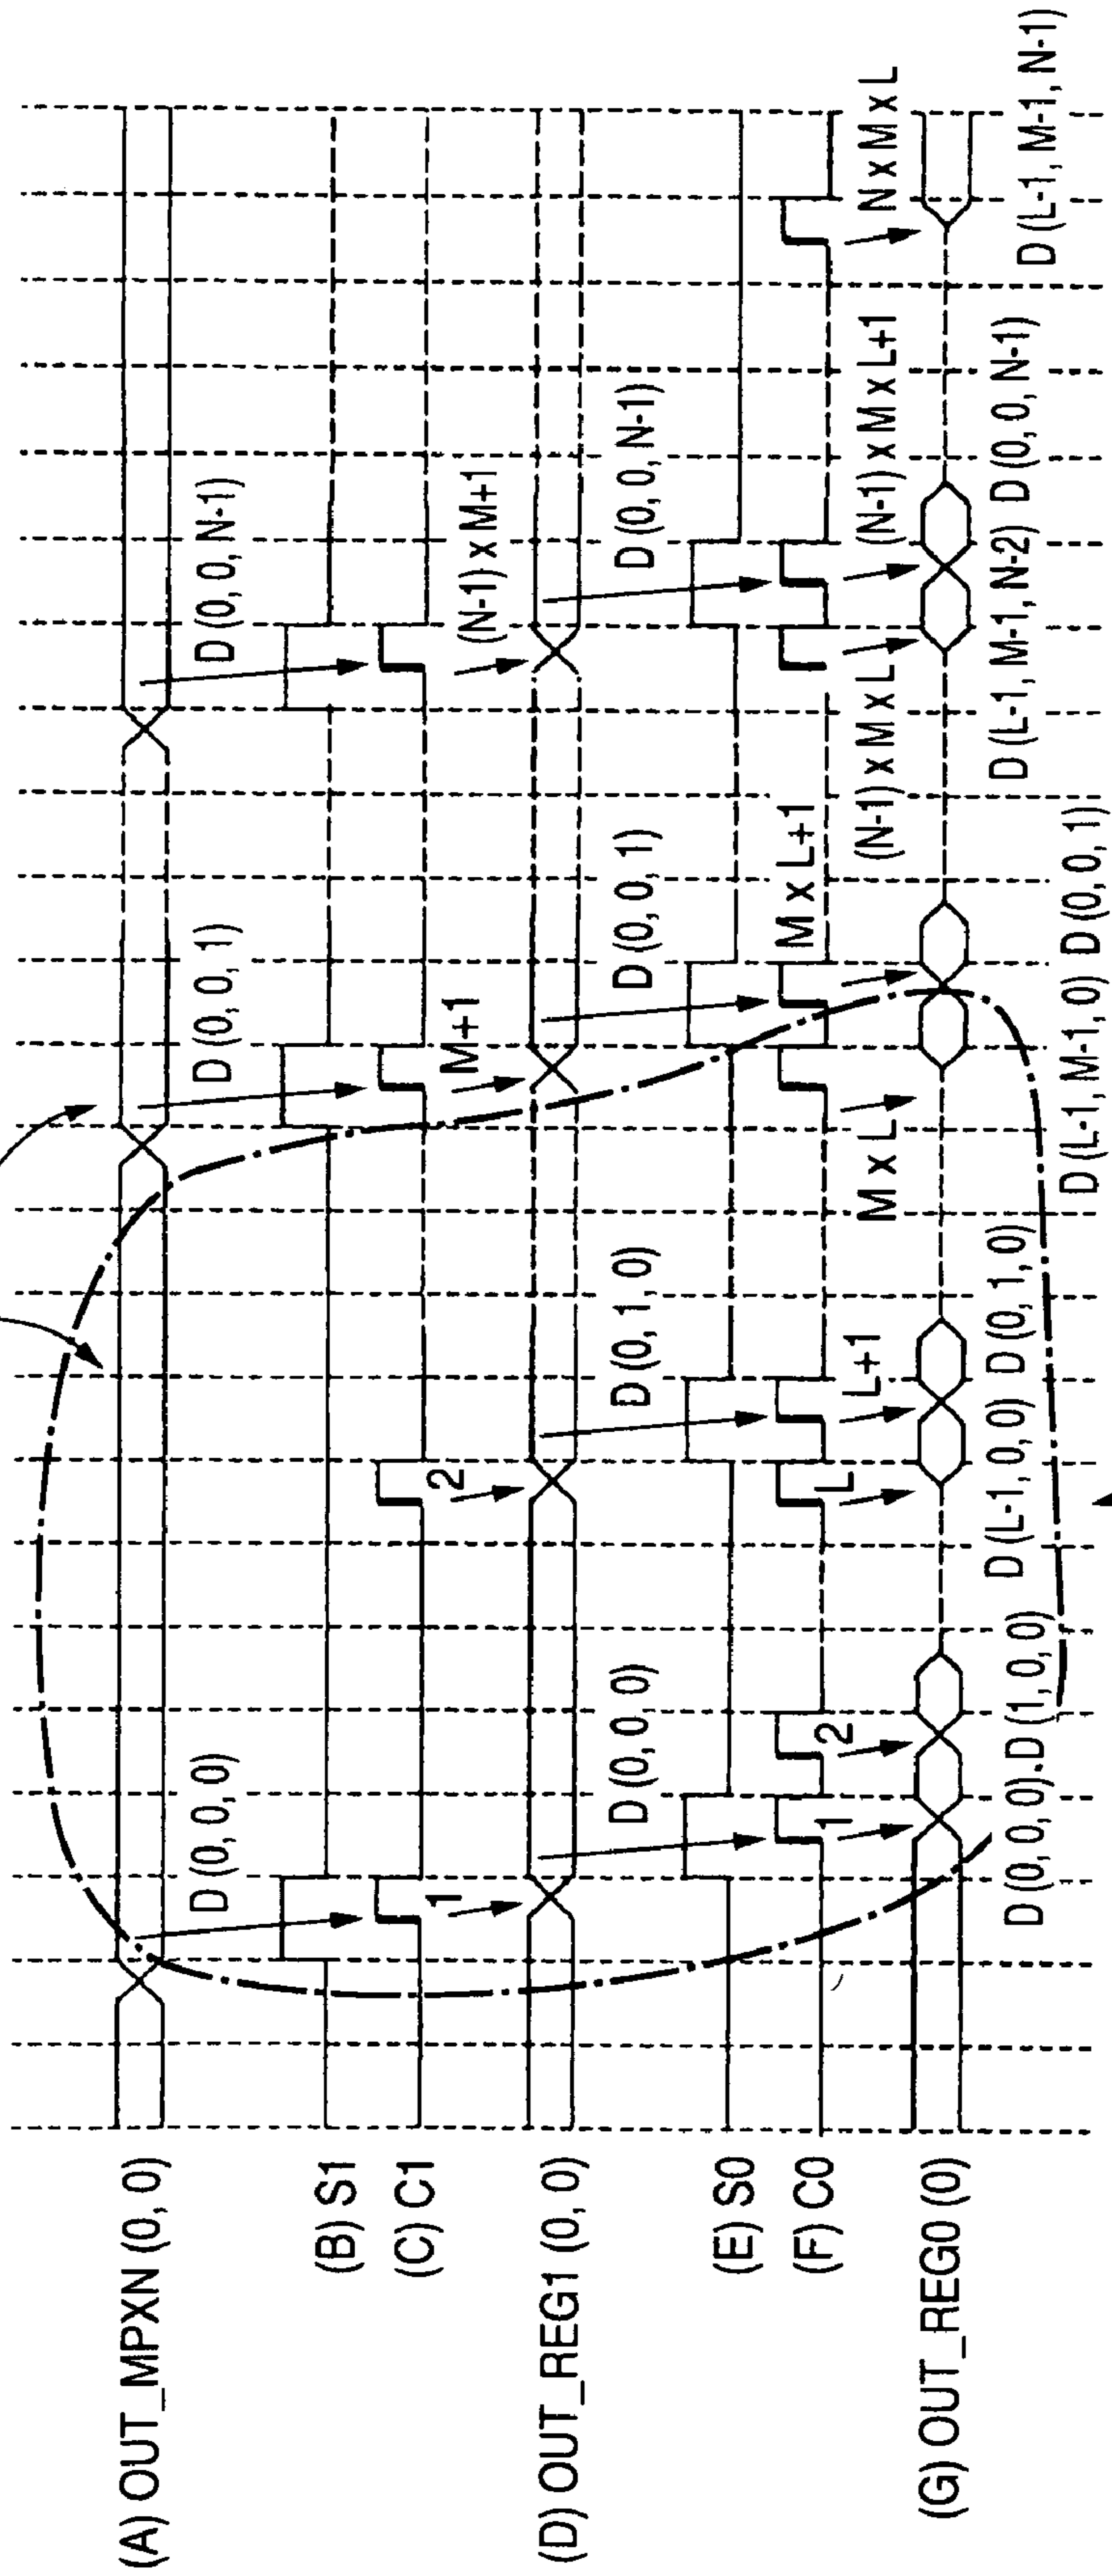 (A) OUT_MPXN (0, 0)
D (0, 0, 0)
D (0, 0, 1)
D (0, 0, N-1)
(B) S1
(C) C1
1
2
M+1
(N-1) x M+1
(D) OUT_REG1 (0, 0)
D (0, 0, 0)
D (0, 1, 0)
D (0, 0, 1)
D (0, 0, N-1)
(E) S0
(F) C0
1
2
L
L+1
M x L
M x L+1
(N-1) x M x L
(N-1) x M x L+1
N x M x L
(G) OUT_REG0 (0)
D (0, 0, 0)
D (1, 0, 0)
D (L-1, 0, 0)
D (0, 1, 0)
D (L-1, M-1, 0)
D (0, 0, 1)
D (L-1, M-1, N-2)
D (0, 0, N-1)
D (L-1, M-1, N-1)